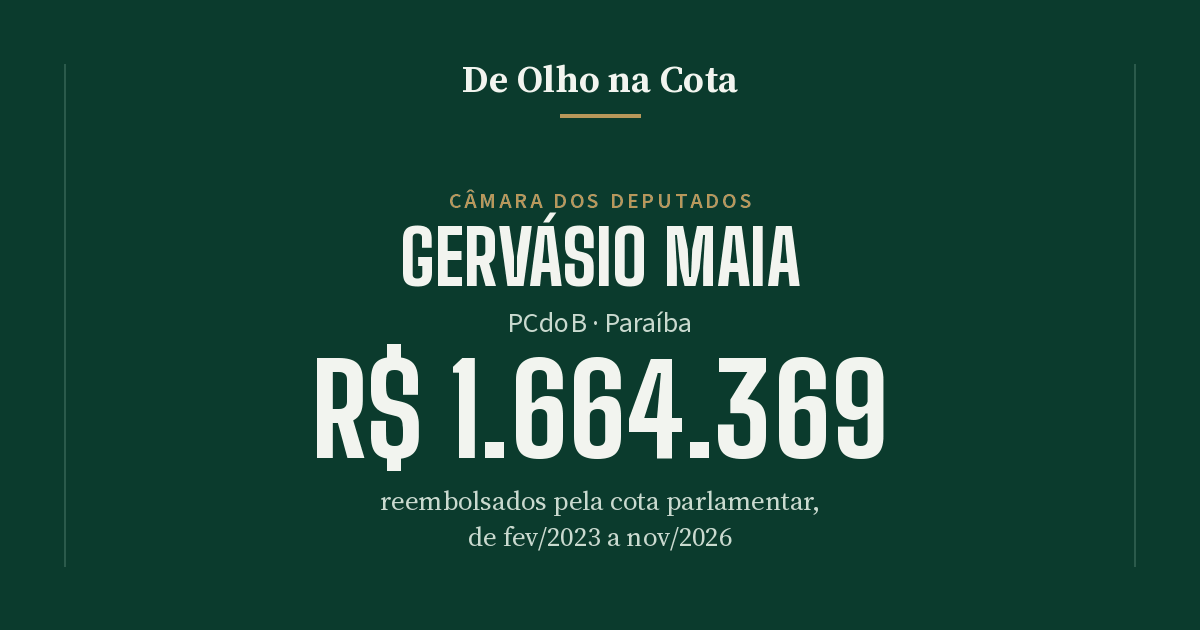 De Olho na Cota
CÂMARA DOS DEPUTADOS
GERVÁSIO MAIA
PCdoB · Paraíba
R$ 1.664.369
reembolsados pela cota parlamentar,
de fev/2023 a nov/2026